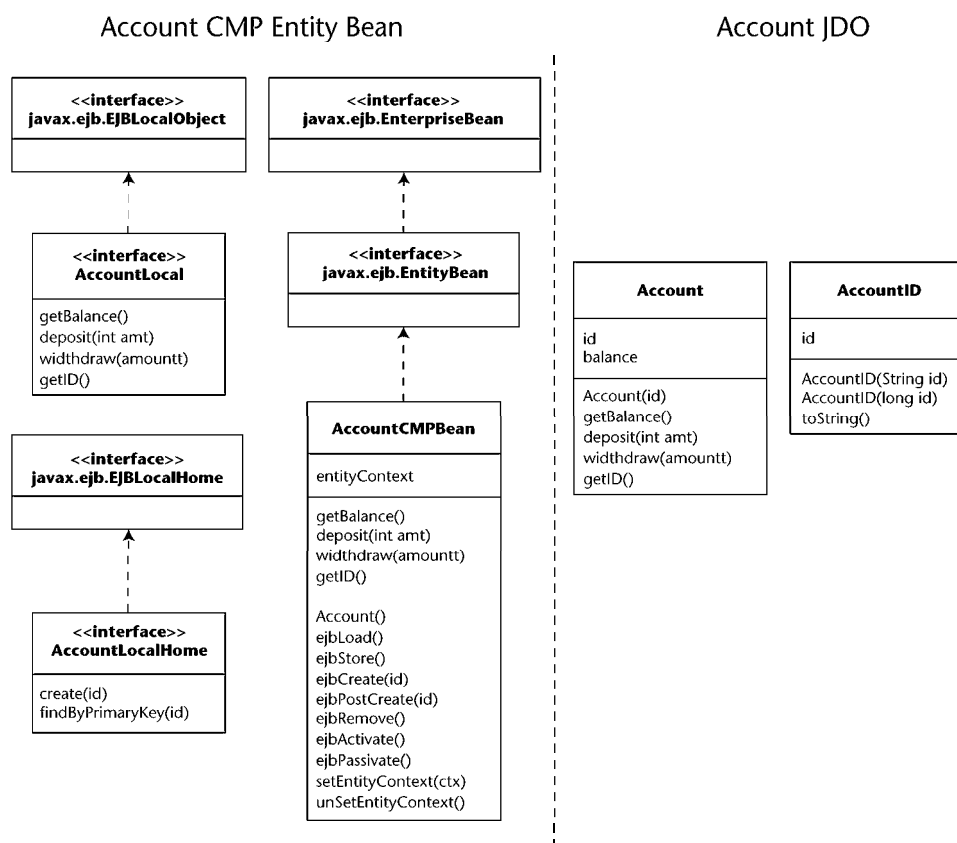 Account CMP Entity Bean
Account JDO
<<interface>>
javax.ejb.EJBLocalObject
<<interface>>
javax.ejb.EnterpriseBean
<<interface>>
AccountLocal
getBalance()
deposit(int amt)
widthdraw(amountt)
getID()
<<interface>>
javax.ejb.EntityBean
<<interface>>
javax.ejb.EJBLocalHome
<<interface>>
AccountLocalHome
create(id)
findByPrimaryKey(id)
AccountCMPBean
entityContext
getBalance()
deposit(int amt)
widthdraw(amountt)
getID()
Account()
ejbLoad()
ejbStore()
ejbCreate(id)
ejbPostCreate(id)
ejbRemove()
ejbActivate()
ejbPassivate()
setEntityContext(ctx)
unSetEntityContext()
Account
id
balance
Account(id)
getBalance()
deposit(int amt)
widthdraw(amountt)
getID()
AccountID
id
AccountID(String id)
AccountID(long id)
toString()